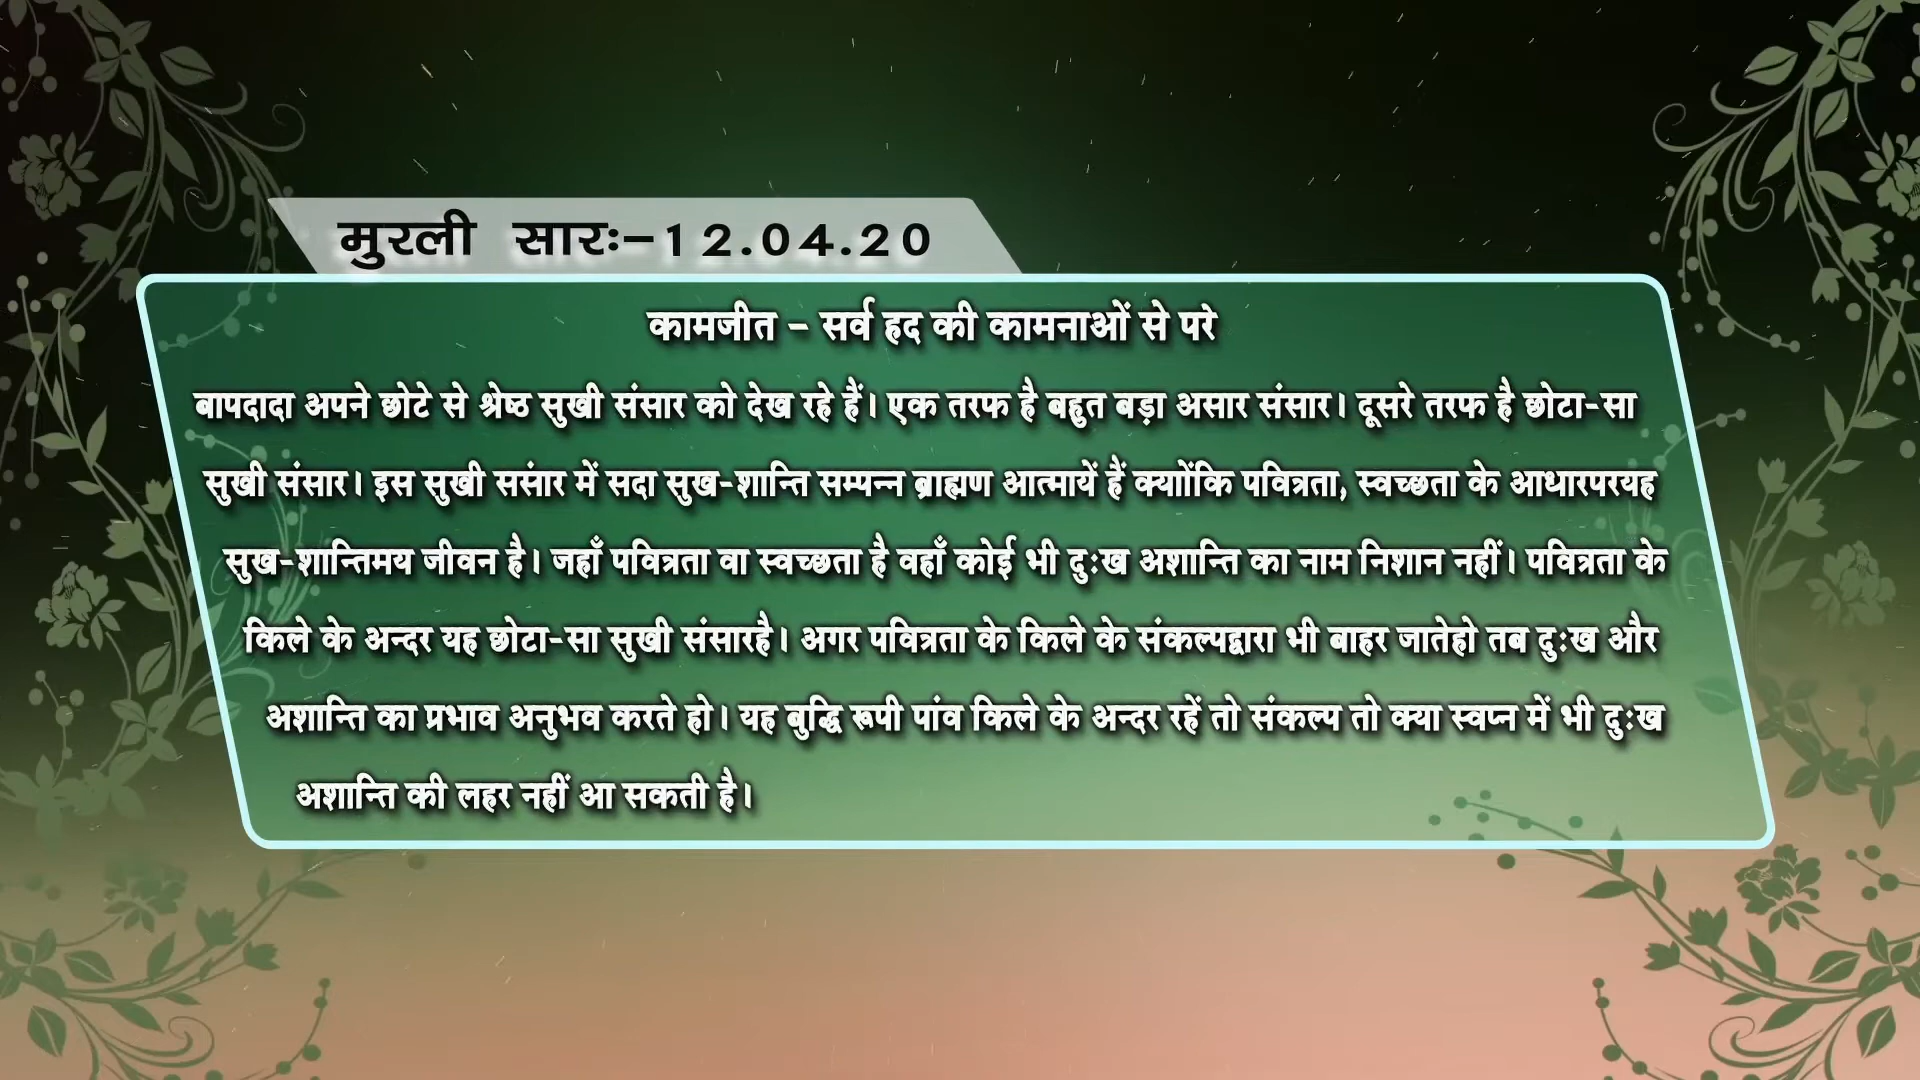 मुरली सारः-12.04.20
कामजीत - सर्व हद की कामनाओं से परे
बापदादा अपने छोटे से श्रेष्ठ सुखी संसार को देख रहे हैं। एक तरफ है बहुत बड़ा असार संसार। दूसरे तरफ है छोटा-सा
सुखी संसार। इस सुखी ससंार में सदा सुख-शान्ति सम्पन्न ब्राह्मण आत्मायें हैं क्याोंकि पवित्रता, स्वच्छता के आधारपरयह
सुख-शान्तिमय जीवन है। जहाँ पवित्रता वा स्वच्छता है वहाँ कोई भी दुःख अशान्ति का नाम निशान नहीं। पवित्रता के
किले के अन्दर यह छोटा-सा सुखी संसारहै। अगर पवित्रता के किले के संकल्पद्वारा भी बाहर जातेहो तब दुःख और
अशान्ति का प्रभाव अनुभव करते हो। यह बुद्धि रूपी पांव किले के अन्दर रहें तो संकल्प तो क्या स्वप्न में भी दुःख
अशान्ति की लहर नहीं आ सकती है।